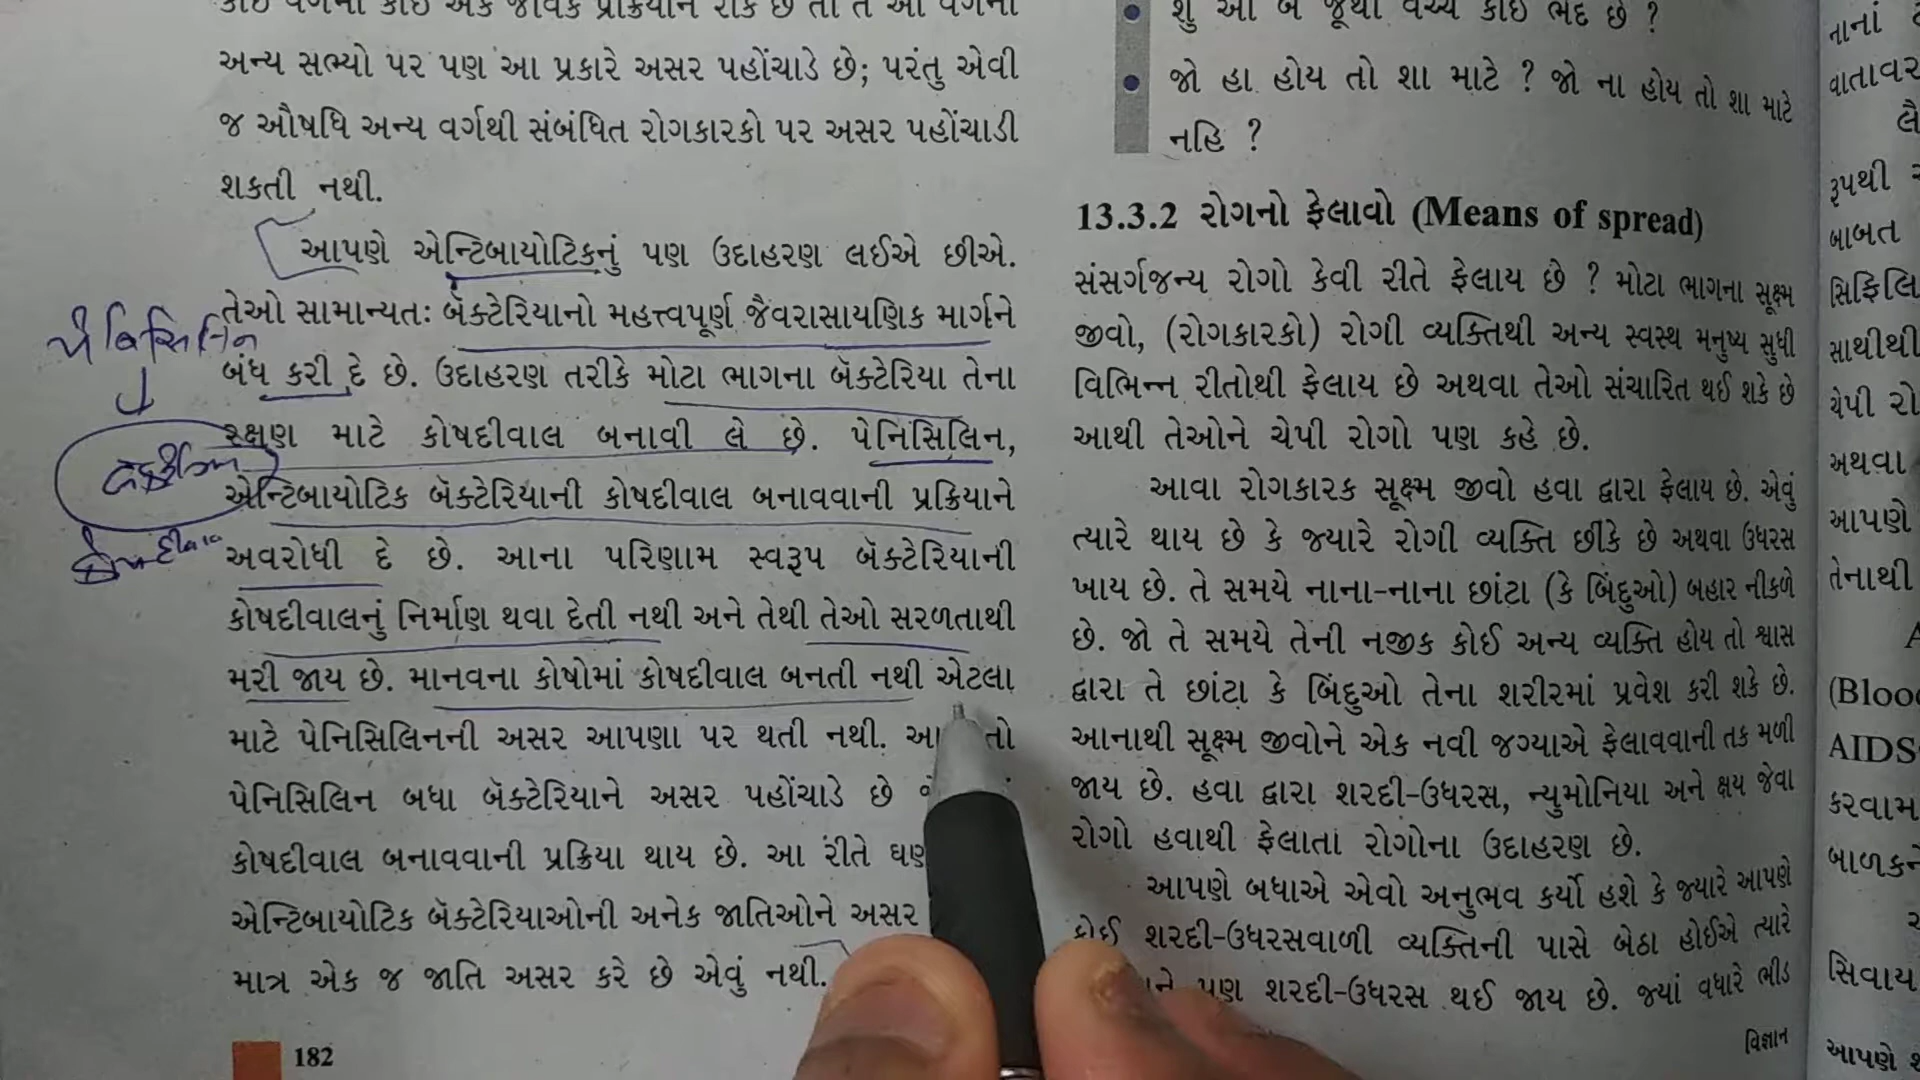 અન્ય સભ્યો પર પણ આ પ્રકારે અસર પહોંચાડે છે; પરંતુ એવી
જ ઔષધિ અન્ય વર્ગથી સંબંધિત રોગકારકો પર અસર પહોંચાડી
શકતી નથી.
આપણે એન્ટિબાયોટિકનું પણ ઉદાહરણ લઈએ છીએ.
તેઓ સામાન્યતઃ બૅક્ટેરિયાનો મહત્ત્વપૂર્ણ જૈવરાસાયણિક માર્ગને
બંધ કરી દે છે. ઉદાહરણ તરીકે મોટા ભાગના બૅક્ટેરિયા તેના
રક્ષણ માટે કોષદીવાલ બનાવી લે છે. પેનિસિલિન,
એન્ટિબાયોટિક બૅક્ટેરિયાની કોષદીવાલ બનાવવાની પ્રક્રિયાને
અવરોધી દે છે. આના પરિણામ સ્વરૂપ બૅક્ટેરિયાની
કોષદીવાલનું નિર્માણ થવા દેતી નથી અને તેથી તેઓ સરળતાથી
મરી જાય છે. માનવના કોષોમાં કોષદીવાલ બનતી નથી એટલા
માટે પેનિસિલિનની અસર આપણા પર થતી નથી.
પેનિસિલિન બધા બૅક્ટેરિયાને અસર પહોંચાડે છે
કોષદીવાલ બનાવવાની પ્રક્રિયા થાય છે. આ રીતે
એન્ટિબાયોટિક બૅક્ટેરિયાઓની અનેક જાતિઓને અસર
માત્ર એક જ જાતિ અસર કરે છે એવું નથી.
182
શું આ બે જૂથો વચ્ચે કોઈ ભેદ છે ?
જો હા હોય તો શા માટે ? જો ના હોય તો શા માટે
નહિ ?
13.3.2 રોગનો ફેલાવો (Means of spread)
સંસર્ગજન્ય રોગો કેવી રીતે ફેલાય છે ? મોટા ભાગના સૂક્ષ્મ
જીવો, (રોગકારકો) રોગી વ્યક્તિથી અન્ય સ્વસ્થ મનુષ્ય સુધી
વિભિન્ન રીતોથી ફેલાય છે અથવા તેઓ સંચારિત થઈ શકે છે
આથી તેઓને ચેપી રોગો પણ કહે છે.
આવા રોગકારક સૂક્ષ્મ જીવો હવા દ્વારા ફેલાય છે. એવું
ત્યારે થાય છે કે જ્યારે રોગી વ્યક્તિ છીંકે છે અથવા ઉધરસ
ખાય છે. તે સમયે નાના-નાના છાંટા (કે બિંદુઓ) બહાર નીકળે
છે. જો તે સમયે તેની નજીક કોઈ અન્ય વ્યક્તિ હોય તો શ્વાસ
દ્વારા તે છાંટા કે બિંદુઓ તેના શરીરમાં પ્રવેશ કરી શકે છે.
આનાથી સૂક્ષ્મ જીવોને એક નવી જગ્યાએ ફેલાવવાની તક મળી
જાય છે. હવા દ્વારા શરદી-ઉધરસ, ન્યુમોનિયા અને ક્ષય જેવા
રોગો હવાથી ફેલાતા રોગોના ઉદાહરણ છે.
આપણે બધાએ એવો અનુભવ કર્યો હશે કે જ્યારે આપણે
કોઈ શરદી-ઉધરસવાળી વ્યક્તિની પાસે બેઠા હોઈએ ત્યારે
પણ શરદી-ઉધરસ થઈ જાય છે. જ્યાં વધારે ભીડ
વિજ્ઞાન
નાનાં
રૂપથી
બાબત
સાથીથી
ચેપી
અથવા
આપણે
તેનાથી
AIDS
સિવાય
આપણે